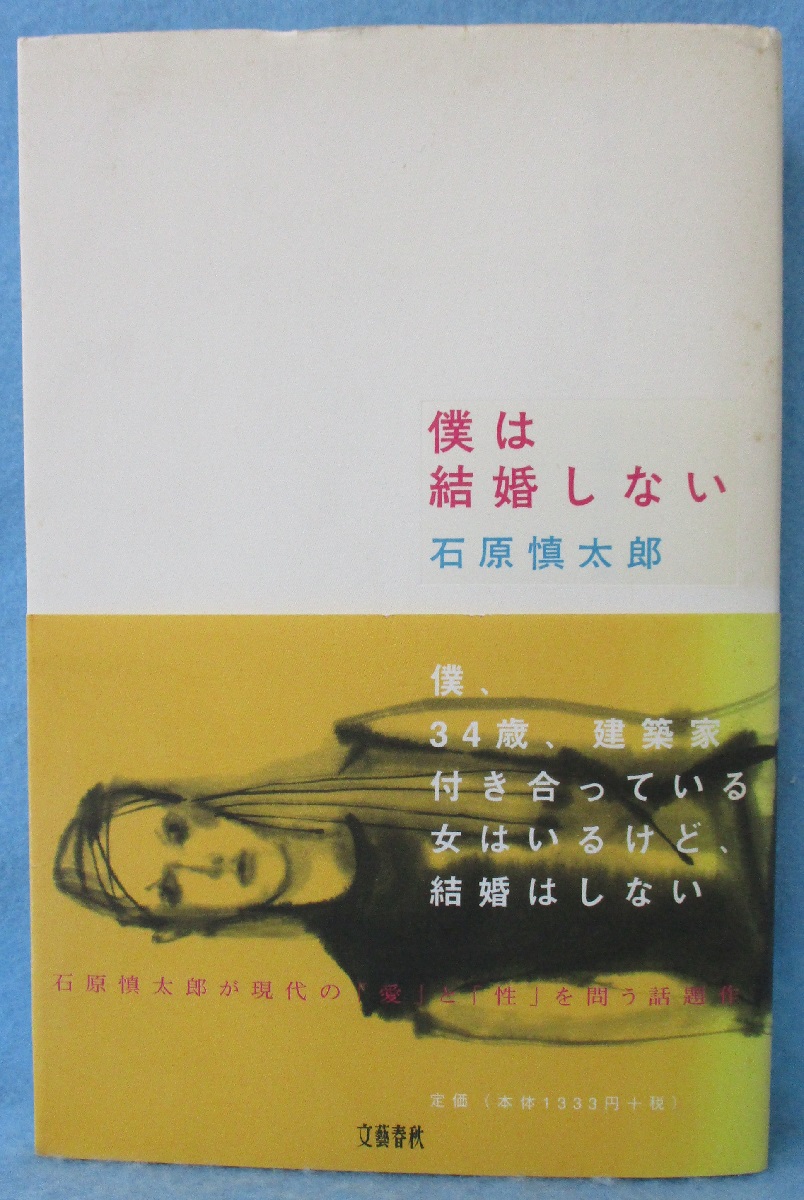 僕は
結婚しない
石原慎太郎
僕、
34歳、建築家
付き合っている
女はいるけど、
結婚はしない
石原慎太郎が現代の「愛」と「性」を問う話題作
定価（本体1333円＋税）
文藝春秋